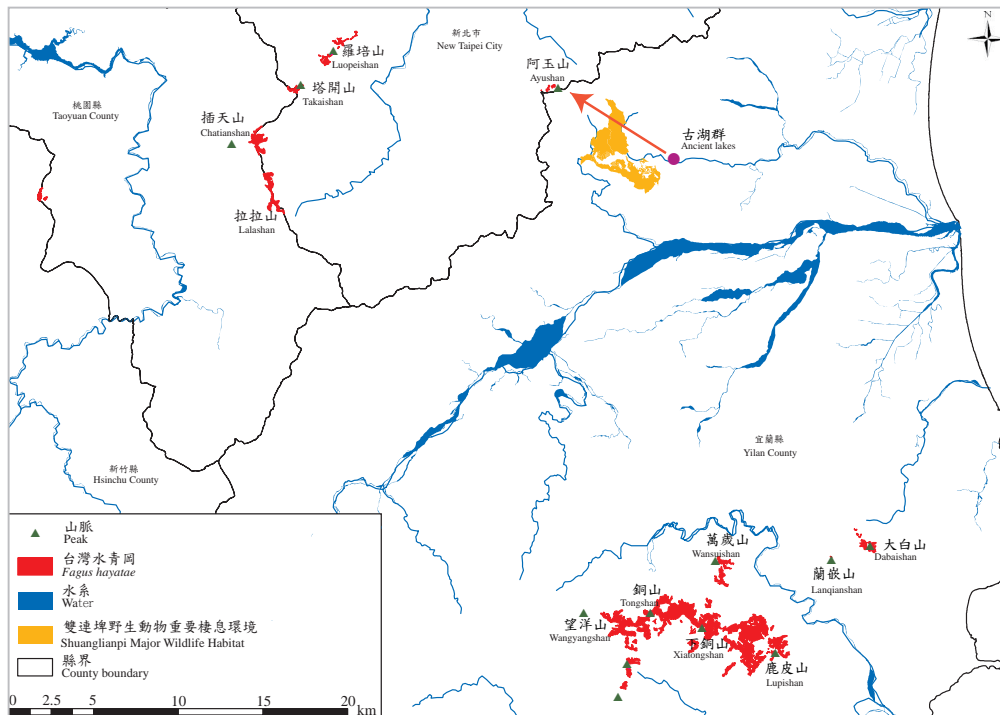 新北市
New Taipei City
N
羅培山
Luopeishan
阿玉山
Ayushan
塔開山
Takaishan
桃園縣
Taoyuan County
插天山
Chatianshan
古湖群
Ancient lakes
拉拉山
Lalashan
宜蘭縣
Yilan County
新竹縣
Hsinchu County
萬歲山
Wansuishan
大白山
Dabaishan
蘭嵌山
Lanqianshan
銅山
Tongshan
望洋山
Wangyangshan
下銅山
Xiatongshan
鹿皮山
Lupishan
山脈
Peak
台灣水青岡
Fagus hayatae
水系
Water
雙連埤野生動物重要棲息環境
Shuanglianpi Major Wildlife Habitat
縣界
County boundary
0 2.5 5 10 15 20
km